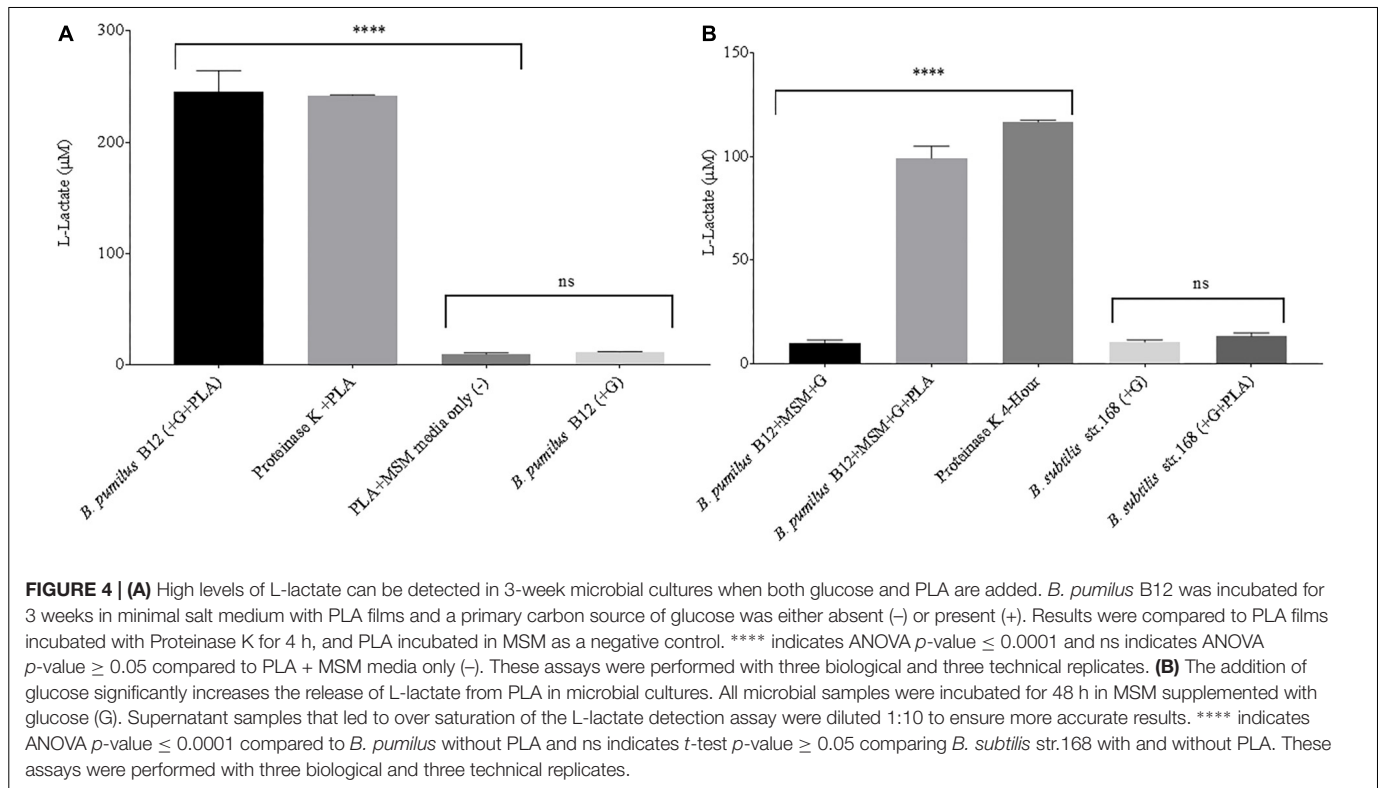 A
300
200
100
0
L-Lactate (µM)
****
ns
B. pumilus B12 (+G+PLA)
Proteinase K +PLA
PLA+MSM media only (-)
B. pumilus B12 (+G)
B
150
100
50
0
L-Lactate (µM)
****
ns
B. pumilus B12+MSM+G
B. pumilus B12+MSM+G+PLA
Proteinase K 4-Hour
B. subtilis str.168 (+G)
B. subtilis str.168 (+G+PLA)
FIGURE 4 | (A) High levels of L-lactate can be detected in 3-week microbial cultures when both glucose and PLA are added. B. pumilus B12 was incubated for
3 weeks in minimal salt medium with PLA films and a primary carbon source of glucose was either absent (–) or present (+). Results were compared to PLA films
incubated with Proteinase K for 4 h, and PLA incubated in MSM as a negative control. **** indicates ANOVA p-value ≤ 0.0001 and ns indicates ANOVA
p-value ≥ 0.05 compared to PLA + MSM media only (–). These assays were performed with three biological and three technical replicates. (B) The addition of
glucose significantly increases the release of L-lactate from PLA in microbial cultures. All microbial samples were incubated for 48 h in MSM supplemented with
glucose (G). Supernatant samples that led to over saturation of the L-lactate detection assay were diluted 1:10 to ensure more accurate results. **** indicates
ANOVA p-value ≤ 0.0001 compared to B. pumilus without PLA and ns indicates t-test p-value ≥ 0.05 comparing B. subtilis str.168 with and without PLA. These
assays were performed with three biological and three technical replicates.